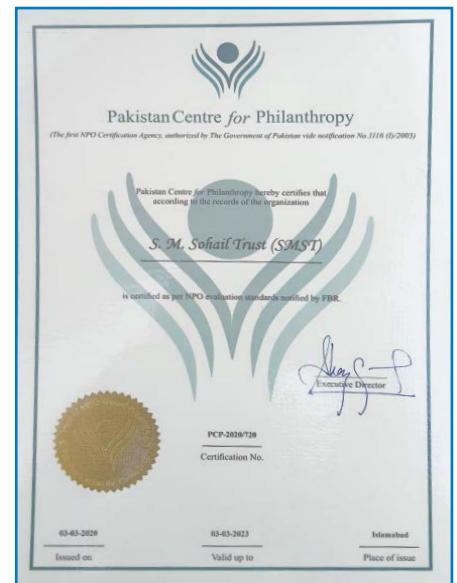 Pakistan Centre for Philanthropy
(The first NPO Certification Agency, authorized by The Government of Pakistan vide notification No.1116 (I)/2003)
Pakistan Centre for Philanthropy hereby certifies that
according to the records of the organization
S. M. Sohail Trust (SMST)
is certified as per NPO evaluation standards notified by FBR.
Executive Director
PCP-2020/720
Certification No.
03-03-2020
03-03-2023
Islamabad
Issued on
Valid up to
Place of issue